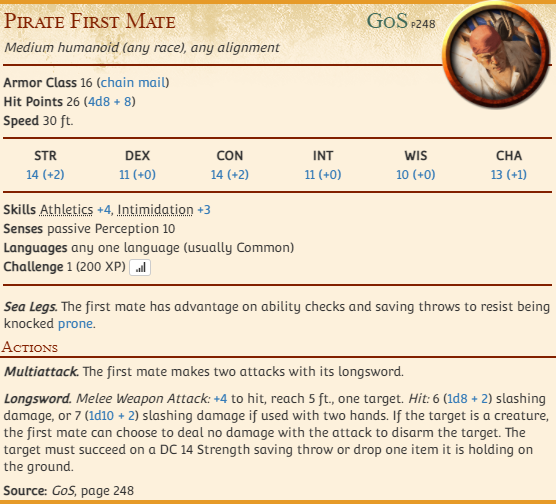 Pirate First Mate GoS P248
Medium humanoid (any race), any alignment
Armor Class 16 (chain mail)
Hit Points 26 (4d8 + 8)
Speed 30 ft.
STR DEX CON INT WIS CHA
14 (+2) 11 (+0) 14 (+2) 11 (+0) 10 (+0) 13 (+1)
Skills Athletics +4, Intimidation +3
Senses passive Perception 10
Languages any one language (usually Common)
Challenge 1 (200 XP)
Sea Legs. The first mate has advantage on ability checks and saving throws to resist being
knocked prone.
Actions
Multiattack. The first mate makes two attacks with its longsword.
Longsword. Melee Weapon Attack: +4 to hit, reach 5 ft., one target. Hit: 6 (1d8 + 2) slashing
damage, or 7 (1d10 + 2) slashing damage if used with two hands. If the target is a creature,
the first mate can choose to deal no damage with the attack to disarm the target. The
target must succeed on a DC 14 Strength saving throw or drop one item it is holding on
the ground.
Source: GoS, page 248